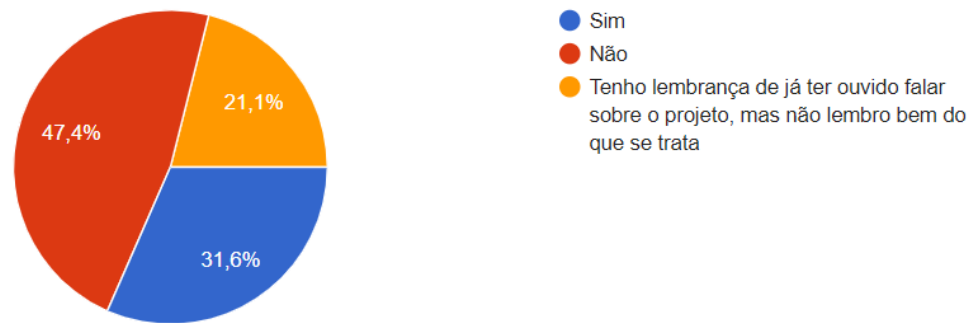 21,1%
47,4%
31,6%
Sim
Não
Tenho lembrança de já ter ouvido falar
sobre o projeto, mas não lembro bem do
que se trata